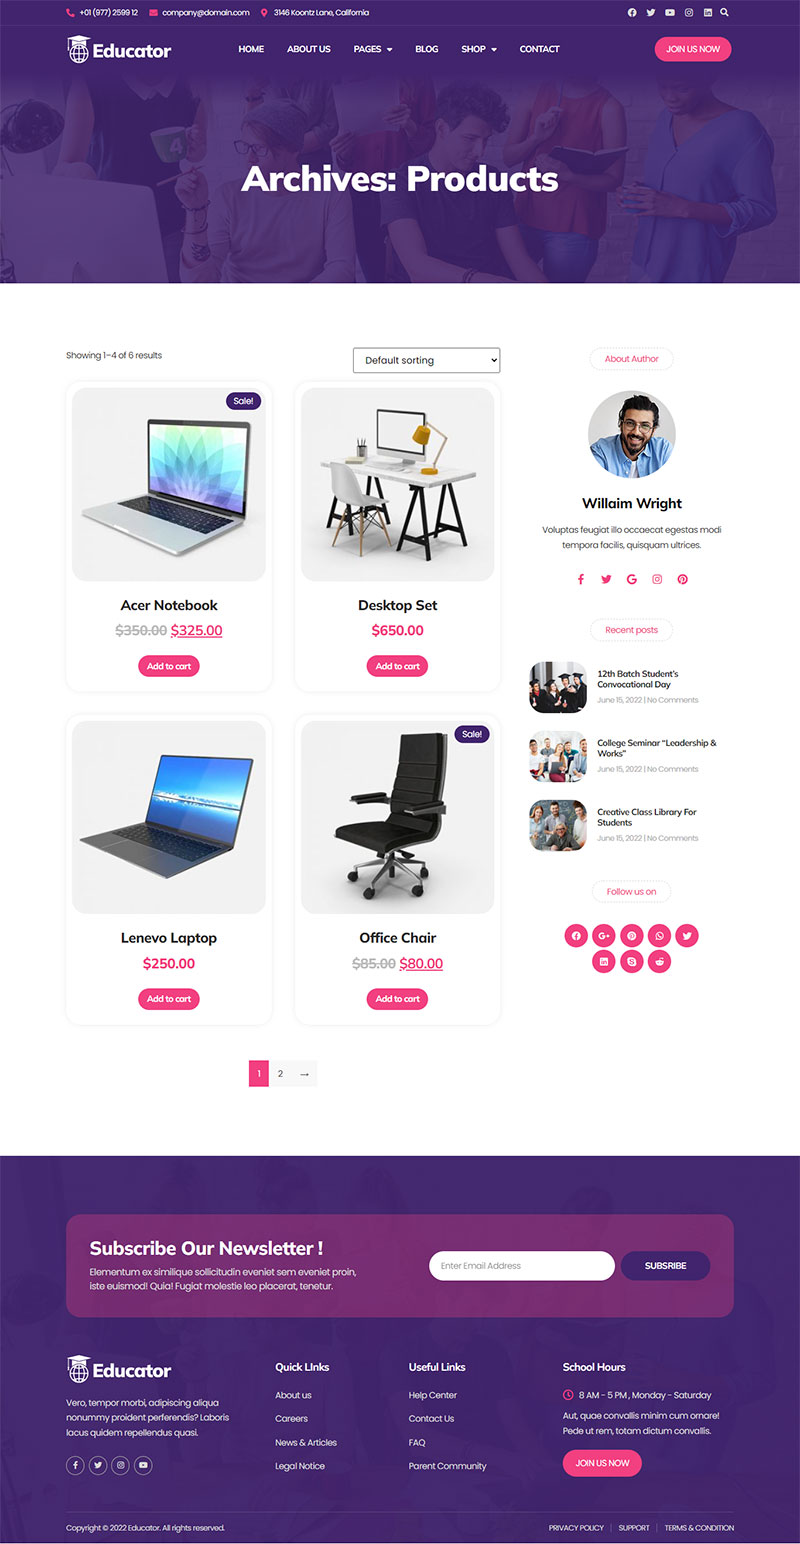 +01 (977) 2599 12 company@domain.com 3146 Koontz Lane, California
Educator HOME ABOUT US PAGES BLOG SHOP CONTACT JOIN US NOW
4
Archives: Products
Showing 1–4 of 6 results
Default sorting
Sale!
Acer Notebook
$350.00 $325.00
Add to cart
Desktop Set
$650.00
Add to cart
Lenevo Laptop
$250.00
Add to cart
Sale!
Office Chair
$85.00 $80.00
Add to cart
1 2 →
About Author
Willaim Wright
Voluptas feugiat illo occaecat egestas modi
tempora facilis, quisquam ultrices.
Recent posts
12th Batch Student's
Convocational Day
June 15, 2022 | No Comments
College Seminar “Leadership &
Works”
June 15, 2022 | No Comments
Creative Class Library For
Students
June 15, 2022 | No Comments
Follow us on
Subscribe Our Newsletter !
Elementum ex similique sollicitudin eveniet sem eveniet proin,
iste euismod! Quia! Fugiat molestie leo placerat, tenetur.
Enter Email Address
SUBSRIBE
Educator
Vero, tempor morbi, adipiscing aliqua
nonummy proident perferendis? Laboris
lacus quidem repellendus quasi.
Quick LInks
About us
Careers
News & Articles
Legal Notice
Useful Links
Help Center
Contact Us
FAQ
Parent Community
School Hours
8 AM - 5 PM , Monday - Saturday
Aut, quae convallis minim cum ornare!
Pede ut rem, totam dictum convallis.
JOIN US NOW
Copyright © 2022 Educator. All rights reserved.
PRIVACY POLICY SUPPORT TERMS & CONDITION